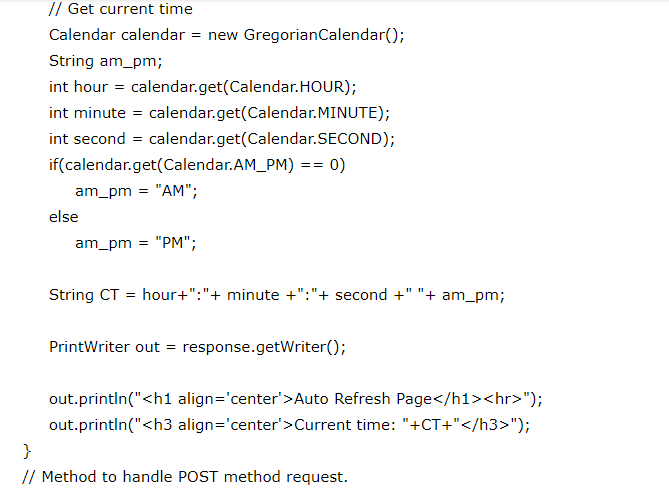 // Get current time
Calendar calendar = new GregorianCalendar();
String am_pm;
int hour = calendar.get(Calendar.HOUR);
int minute = calendar.get(Calendar.MINUTE);
int second = calendar.get(Calendar.SECOND);
if(calendar.get(Calendar.AM_PM) == 0)
am_pm = "AM";
else
am_pm = "PM";
String CT = hour+":"+ minute +":"+ second +" "+ am_pm;
PrintWriter out = response.getWriter();
out.println("<h1 align='center'>Auto Refresh Page</h1><hr>");
out.println("<h3 align='center'>Current time: "+CT+"</h3>");
}
// Method to handle POST method request.